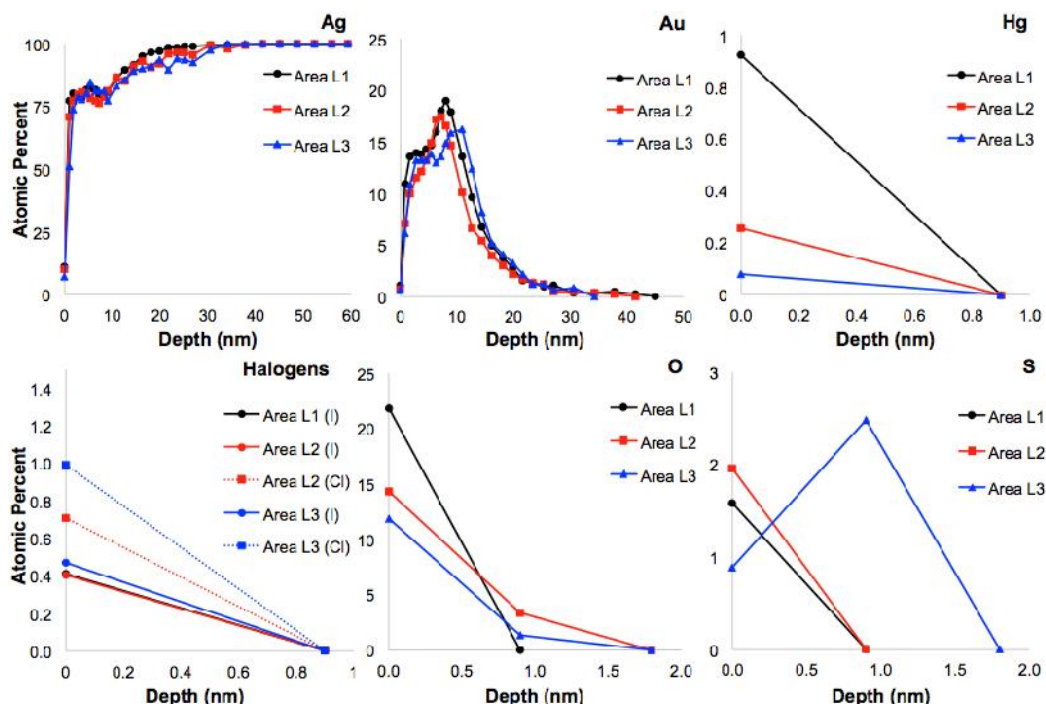 Ag
Atomic Percent
100
75
50
25
0
0 10 20 30 40 50 60
Depth (nm)
Area L1
Area L2
Area L3
Au
25
20
15
10
5
0
0 10 20 30 40 50
Depth (nm)
Area L1
Area L2
Area L3
Hg
1
0.8
0.6
0.4
0.2
0
0.0 0.2 0.4 0.6 0.8 1.0
Depth (nm)
Area L1
Area L2
Area L3
Halogens
Atomic Percent
1.4
1.2
1.0
0.8
0.6
0.4
0.2
0.0
0 0.2 0.4 0.6 0.8 1
Depth (nm)
Area L1 (I)
Area L2 (I)
Area L2 (Cl)
Area L3 (I)
Area L3 (Cl)
O
25
20
15
10
5
0
0.0 0.5 1.0 1.5 2.0
Depth (nm)
Area L1
Area L2
Area L3
S
3
2
1
0
0.0 0.5 1.0 1.5 2.0
Depth (nm)
Area L1
Area L2
Area L3